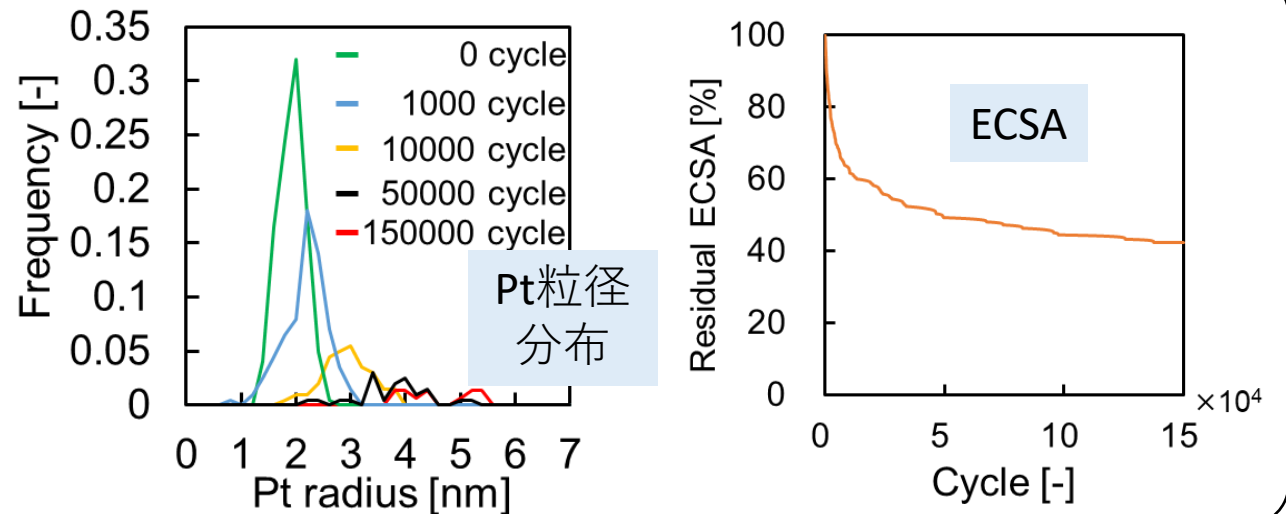 0.35
0.3
0.25
0.2
0.15
0.1
0.05
0
Frequency [-]
0 cycle
1000 cycle
10000 cycle
50000 cycle
150000 cycle
Pt粒径
分布
0 1 2 3 4 5 6 7
Pt radius [nm]
100
80
60
40
20
0
Residual ECSA [%]
ECSA
0 5 10 15
×10⁴
Cycle [-]